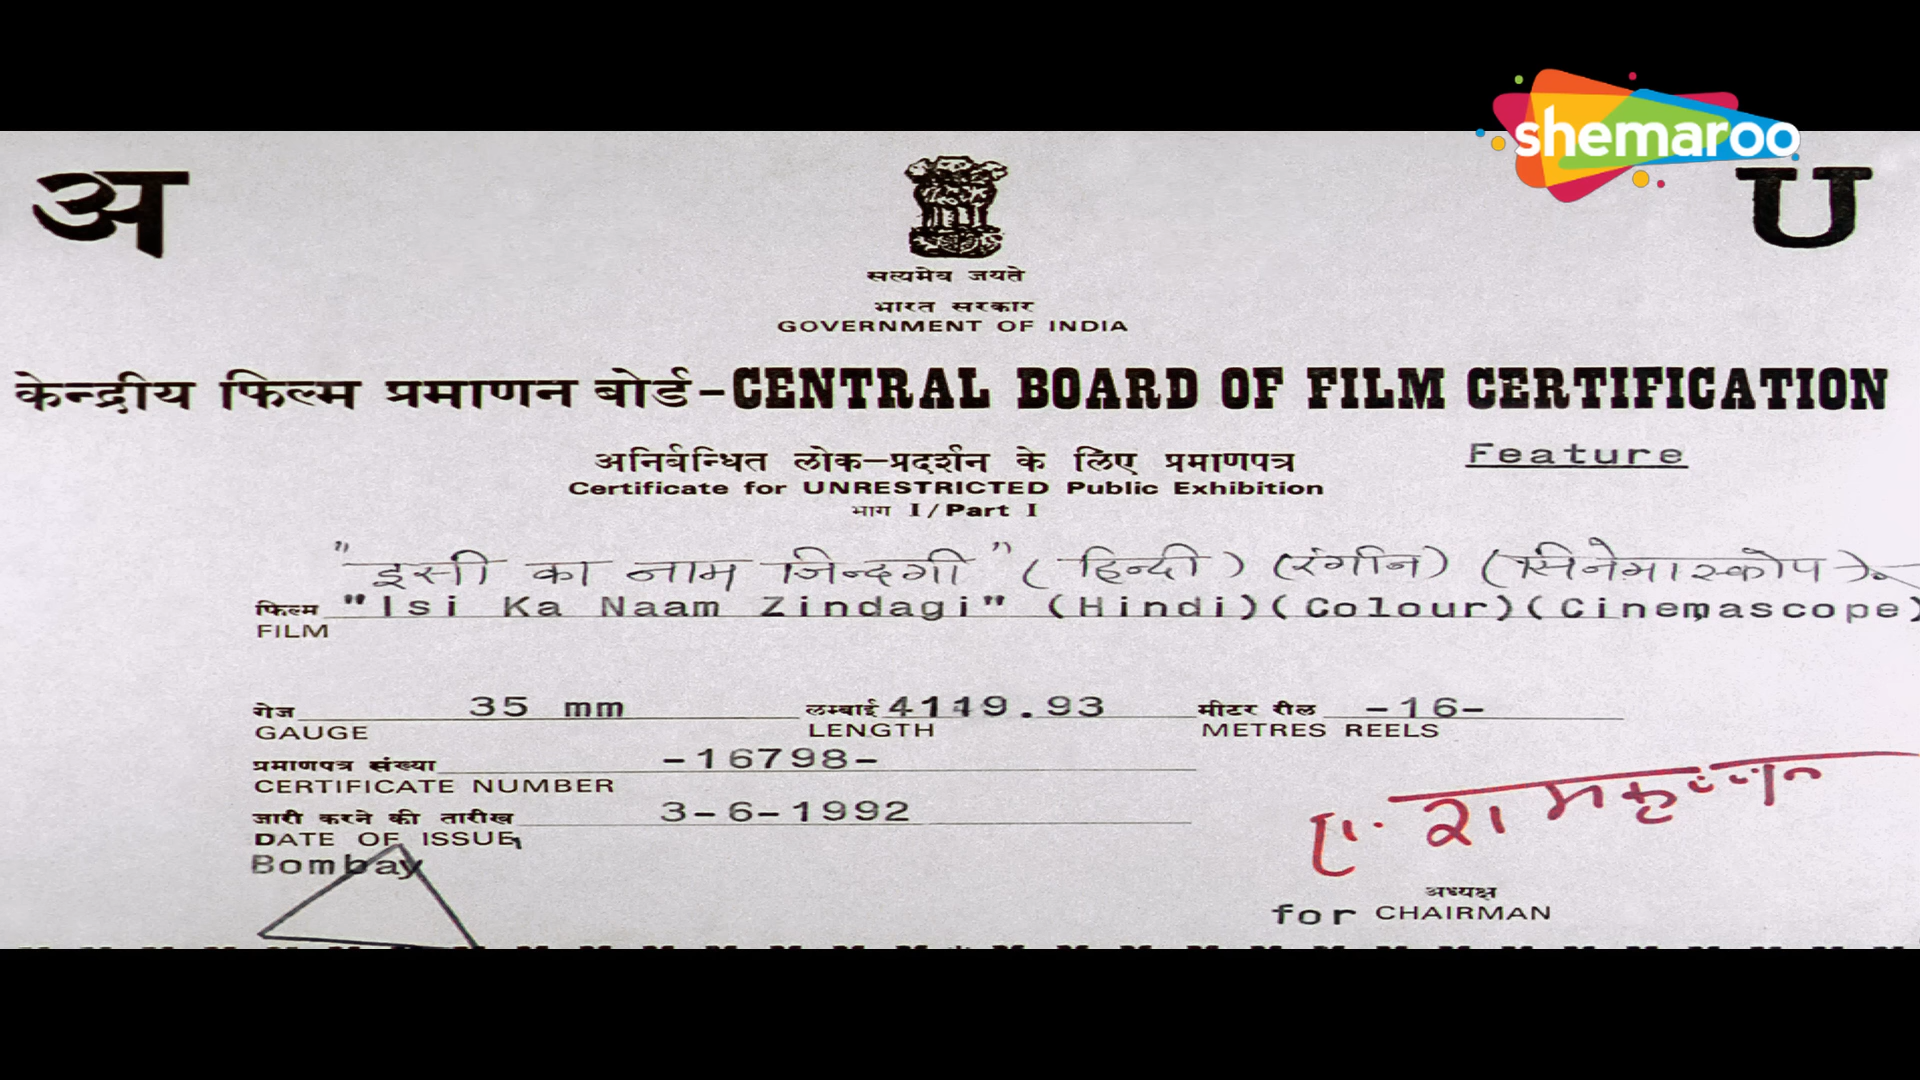 shemaroo
अ U
सत्यमेव जयते
भारत सरकार
GOVERNMENT OF INDIA
केन्द्रीय फिल्म प्रमाणन बोर्ड-CENTRAL BOARD OF FILM CERTIFICATION
अनिर्बन्धित लोक-प्रदर्शन के लिए प्रमाणपत्र Feature
Certificate for UNRESTRICTED Public Exhibition
भाग I/Part I
"इसी का नाम जिन्दगी" (हिन्दी) (रंगीन) (सिनेमास्कोप)
फिल्म "Isi Ka Naam Zindagi" (Hindi)(Colour)(Cinemascope)
FILM
गेज 35 mm लम्बाई 4119.93 मीटर रील -16-
GAUGE LENGTH METRES REELS
प्रमाणपत्र संख्या -16798-
CERTIFICATE NUMBER
जारी करने की तारीख 3-6-1992
DATE OF ISSUE
Bombay
रामकृष्णन
अध्यक्ष
for CHAIRMAN